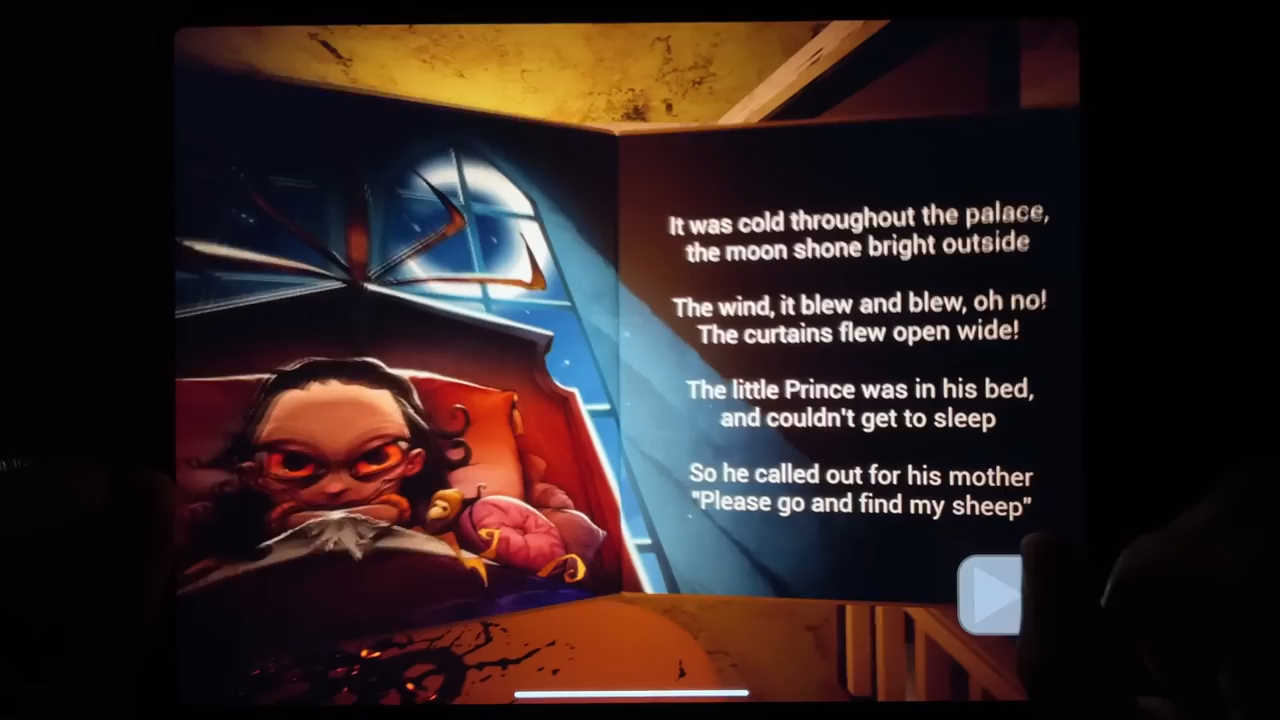 It was cold throughout the palace,
the moon shone bright outside
The wind, it blew and blew, oh no!
The curtains flew open wide!
The little Prince was in his bed,
and couldn't get to sleep
So he called out for his mother
"Please go and find my sheep"